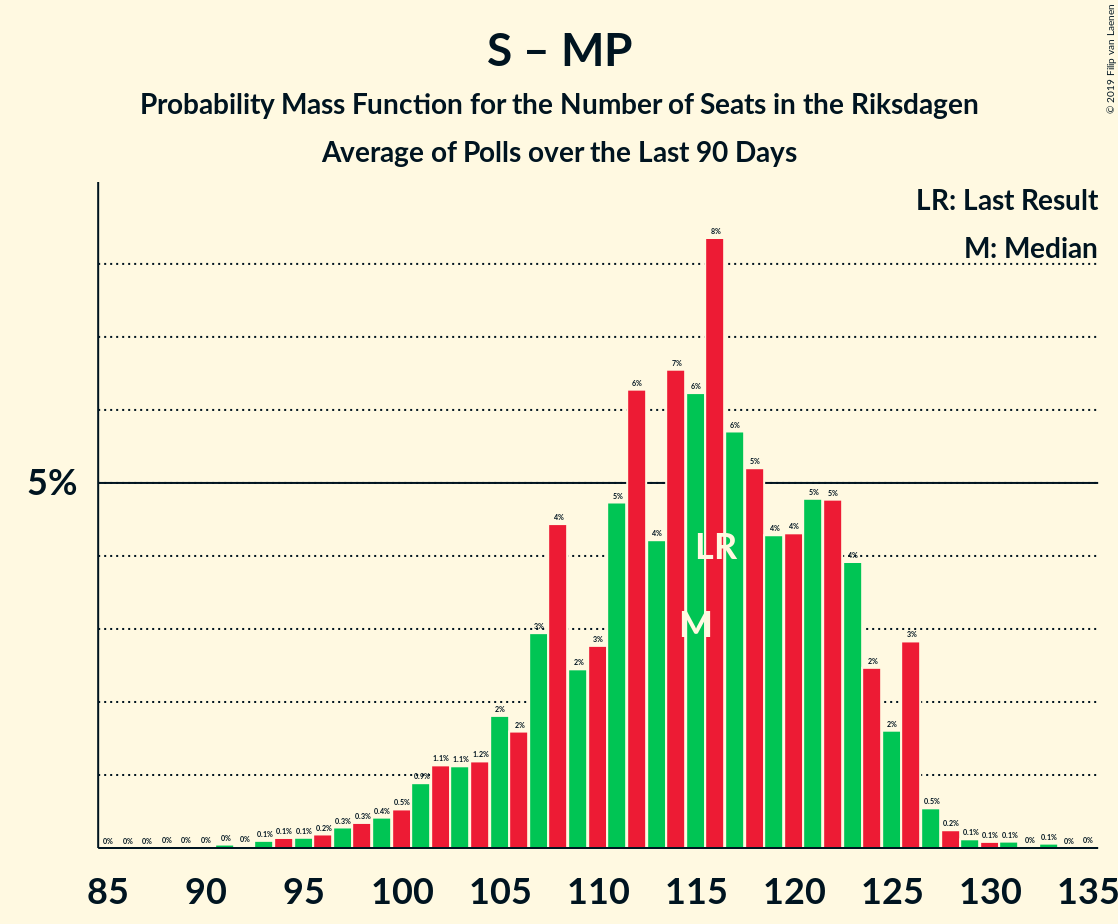 S – MP
Probability Mass Function for the Number of Seats in the Riksdagen
Average of Polls over the Last 90 Days
© 2019 Filip van Laenen
LR: Last Result
M: Median
5%
0% 0% 0% 0% 0% 0% 0% 0% 0.1% 0.1% 0.1% 0.2% 0.3% 0.3% 0.4% 0.5% 0.9% 1.1% 1.1% 1.2% 2% 2% 3% 4% 2% 3% 5% 6% 4% 7% 6% 8% 6% 5% 4% 4% 5% 5% 4% 2% 2% 3% 0.5% 0.2% 0.1% 0.1% 0.1% 0% 0.1% 0% 0%
LR
M
85 90 95 100 105 110 115 120 125 130 135